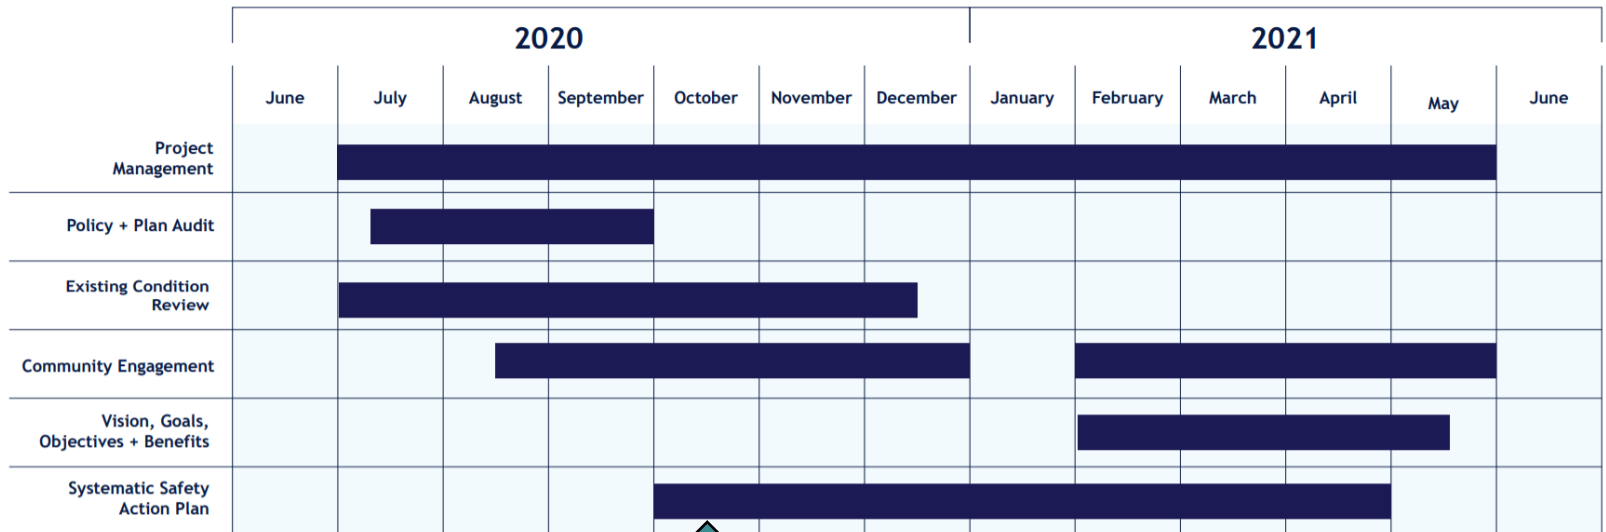 2020 2021
June July August September October November December January February March April May June
Project
Management
Policy + Plan Audit
Existing Condition
Review
Community Engagement
Vision, Goals,
Objectives + Benefits
Systematic Safety
Action Plan